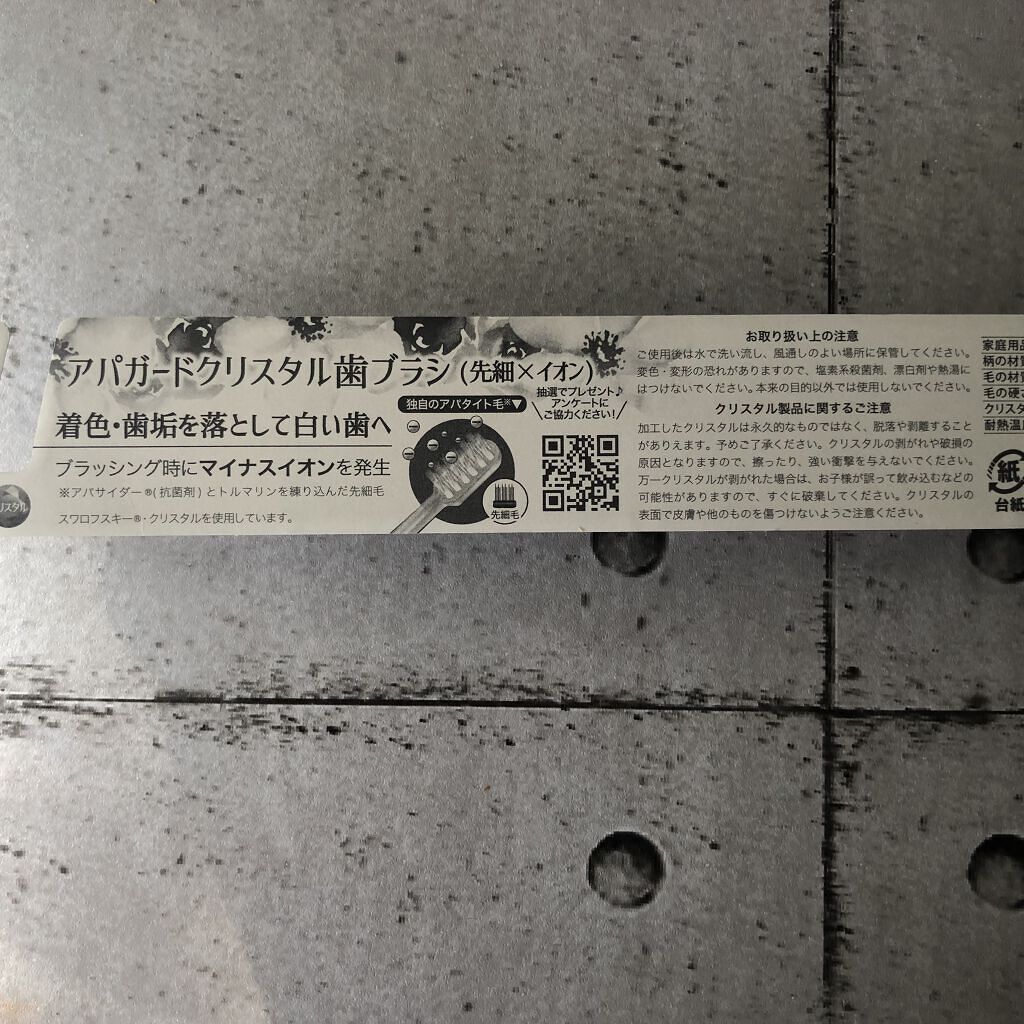 アパガードクリスタル歯ブラシ(先細×イオン)
着色・歯垢を落として白い歯へ
ブラッシング時にマイナスイオンを発生
※アパサイダー®(抗菌剤)とトルマリンを練り込んだ先細毛
スワロフスキー®・クリスタルを使用しています。
リスタル
独自のアパタイト毛※▼
先細毛
抽選でプレゼント♪
アンケートに
ご協力ください!
お取り扱い上の注意
ご使用後は水で洗い流し、風通しのよい場所に保管してください。
変色・変形の恐れがありますので、塩素系殺菌剤、漂白剤や熱湯に
はつけないでください。本来の目的以外では使用しないでください。
クリスタル製品に関するご注意
加工したクリスタルは永久的なものではなく、脱落や剥離すること
がありえます。予めご了承ください。クリスタルの剥がれや破損の
原因となりますので、擦ったり、強い衝撃を与えないでください。
万一クリスタルが剥がれた場合は、お子様が誤って飲み込むなどの
可能性がありますので、すぐに破棄してください。クリスタルの
表面で皮膚や他のものを傷つけないようご注意ください。
家庭用品
柄の材質
毛の材質
毛の硬さ
クリスタ
耐熱温度
紙
台紙